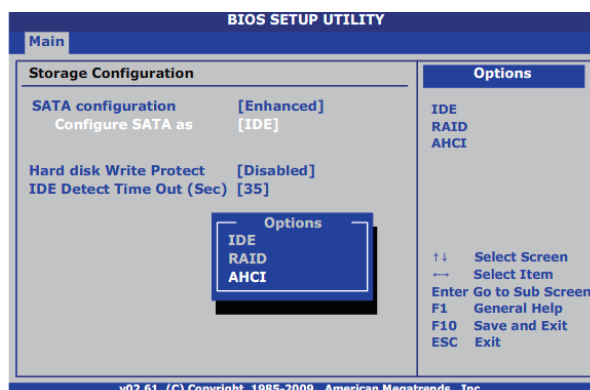 BIOS SETUP UTILITY
Main
Storage Configuration
SATA configuration [Enhanced]
Configure SATA as [IDE]
Hard disk Write Protect [Disabled]
IDE Detect Time Out (Sec) [35]
Options
IDE
RAID
AHCI
Options
IDE
RAID
AHCI
↑↓ Select Screen
←→ Select Item
Enter Go to Sub Screen
F1 General Help
F10 Save and Exit
ESC Exit
v02.61 (C) Copyright 1985-2009, American Megatrends, Inc